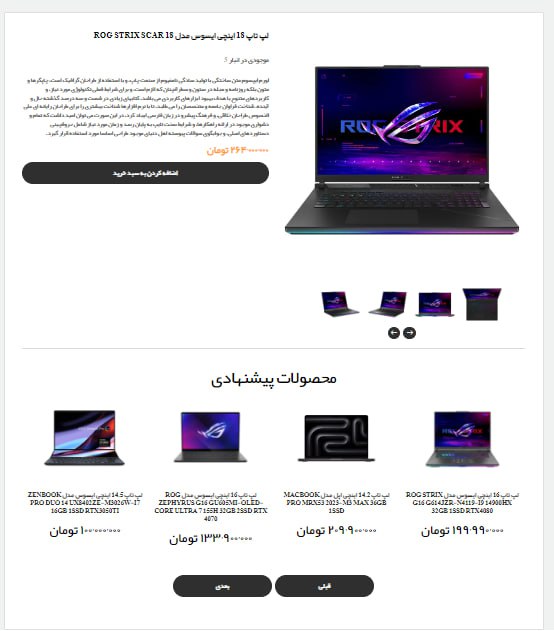 لپ تاپ 18 اینچی ایسوس مدل ROG STRIX SCAR 18
موجودی در انبار 5
لورم ایپسوم متن ساختگی با تولید سادگی نامفهوم از صنعت چاپ، و با استفاده از طراحان گرافیک است، چاپگرها و
متون بلکه روزنامه و مجله در ستون و سطرآنچنان که لازم است، و برای شرایط فعلی تکنولوژی مورد نیاز، و
کاربردهای متنوع با هدف بهبود ابزارهای کاربردی می باشد، کتابهای زیادی در شصت و سه درصد گذشته حال و
آینده، شناخت فراوان جامعه و متخصصان را می طلبد، تا با نرم افزارها شناخت بیشتری را برای طراحان رایانه ای علی
الخصوص طراحان خلاقی، و فرهنگ پیشرو در زبان فارسی ایجاد کرد، در این صورت می توان امید داشت که تمام و
دشواری موجود در ارائه راهکارها، و شرایط سخت تایپ به پایان رسد و زمان مورد نیاز شامل حروفچینی
دستاوردهای اصلی، و جوابگوی سوالات پیوسته اهل دنیای موجود طراحی اساسا مورد استفاده قرار گیرد.
۲۶۴٬۰۰۰٬۰۰۰ تومان
اضافه کردن به سبد خرید
محصولات پیشنهادی
لپ تاپ 16 اینچی ایسوس مدل ROG STRIX
G16 G614JZR-N4119-I9 14900HX
32GB 1SSD RTX4080
۱۹۹٬۹۹۰٬۰۰۰ تومان
لپ تاپ 14.2 اینچی اپل مدل MACBOOK
PRO MRX53 2023-M3 MAX 36GB
1SSD
۲۰۹٬۹۰۰٬۰۰۰ تومان
لپ تاپ 16 اینچی ایسوس مدل ROG
ZEPHYRUS G16 GU605MI-OLED-
CORE ULTRA 7 155H 32GB 2SSD RTX
4070
۱۳۳٬۹۰۰٬۰۰۰ تومان
لپ تاپ 14.5 اینچی ایسوس مدل ZENBOOK
PRO DUO 14 UX8402ZE-M3026W-I7
16GB 1SSD RTX3050TI
۱۰۰٬۰۰۰٬۰۰۰ تومان
قبلی
بعدی